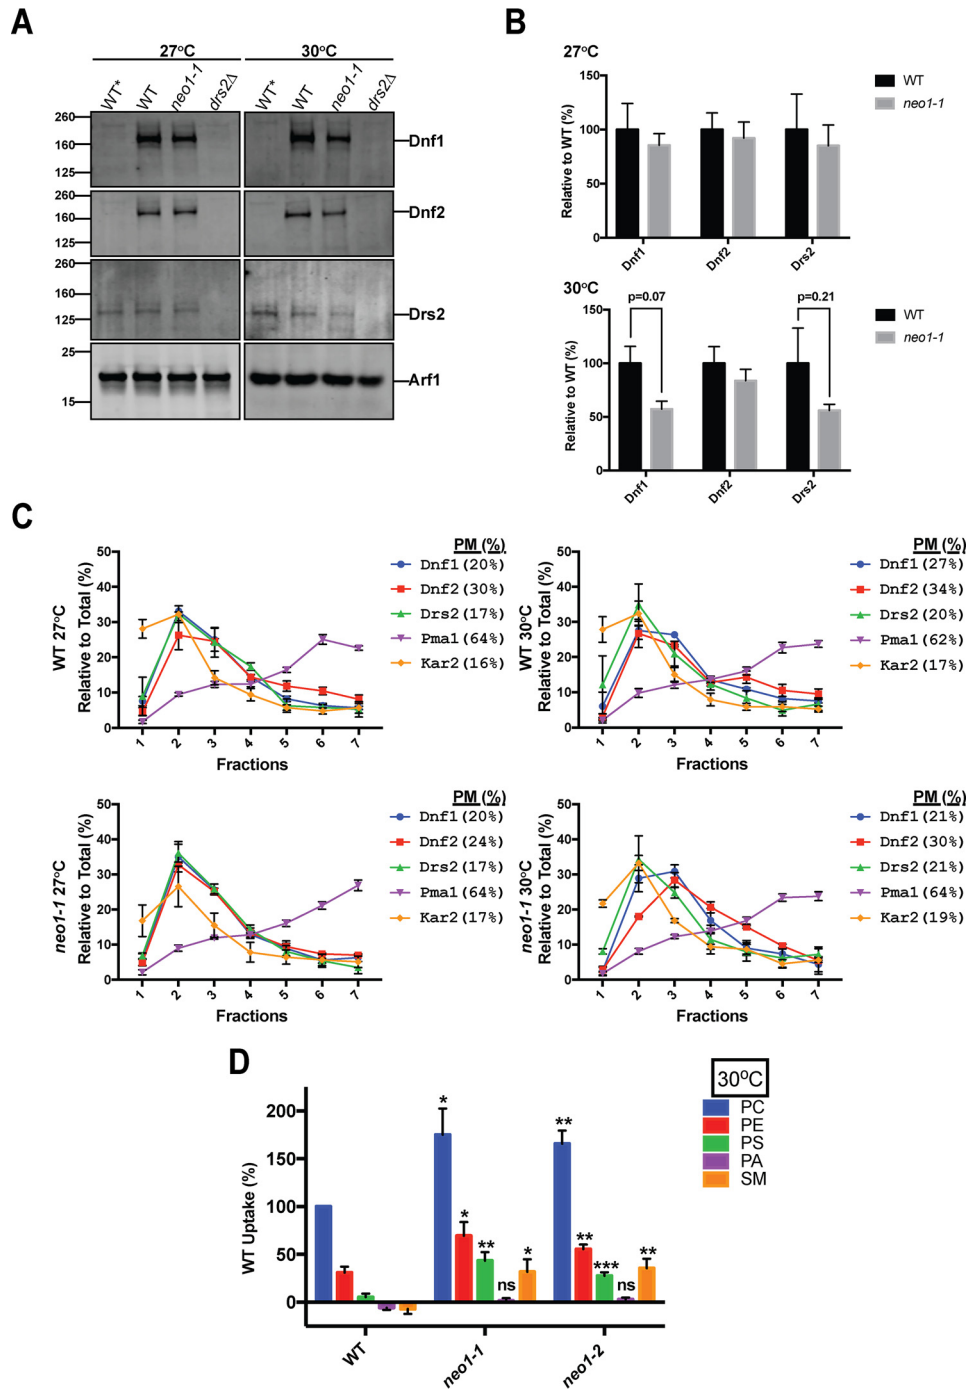 A
27°C
30°C
WT*
WT
neo1-1
drs2Δ
WT*
WT
neo1-1
drs2Δ
260
160
125
Dnf1
260
160
125
Dnf2
260
160
125
Drs2
25
15
Arf1
B
27°C
Relative to WT (%)
150
100
50
0
Dnf1
Dnf2
Drs2
WT
neo1-1
30°C
Relative to WT (%)
150
100
50
0
p=0.07
p=0.21
Dnf1
Dnf2
Drs2
WT
neo1-1
C
WT 27°C
Relative to Total (%)
50
40
30
20
10
0
1 2 3 4 5 6 7
Fractions
PM (%)
Dnf1 (20%)
Dnf2 (30%)
Drs2 (17%)
Pma1 (64%)
Kar2 (16%)
WT 30°C
Relative to Total (%)
50
40
30
20
10
0
1 2 3 4 5 6 7
Fractions
PM (%)
Dnf1 (27%)
Dnf2 (34%)
Drs2 (20%)
Pma1 (62%)
Kar2 (17%)
neo1-1 27°C
Relative to Total (%)
50
40
30
20
10
0
1 2 3 4 5 6 7
Fractions
PM (%)
Dnf1 (20%)
Dnf2 (24%)
Drs2 (17%)
Pma1 (64%)
Kar2 (17%)
neo1-1 30°C
Relative to Total (%)
50
40
30
20
10
0
1 2 3 4 5 6 7
Fractions
PM (%)
Dnf1 (21%)
Dnf2 (30%)
Drs2 (21%)
Pma1 (64%)
Kar2 (19%)
D
WT Uptake (%)
200
150
100
50
0
* * ** ns *
** ** *** ns **
WT
neo1-1
neo1-2
30°C
PC
PE
PS
PA
SM